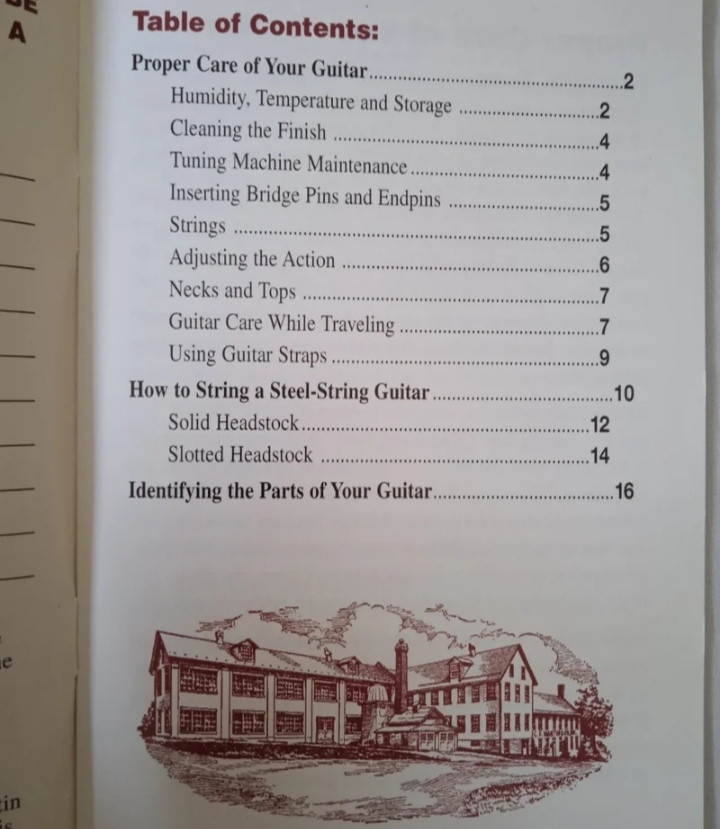 A
Table of Contents:
Proper Care of Your Guitar....................................................2
Humidity, Temperature and Storage .............................2
Cleaning the Finish .......................................................4
Tuning Machine Maintenance.......................................4
Inserting Bridge Pins and Endpins ...............................5
Strings ...........................................................................5
Adjusting the Action .....................................................6
Necks and Tops .............................................................7
Guitar Care While Traveling.........................................7
Using Guitar Straps.......................................................9
How to String a Steel-String Guitar.....................................10
Solid Headstock...........................................................12
Slotted Headstock .......................................................14
Identifying the Parts of Your Guitar.....................................16